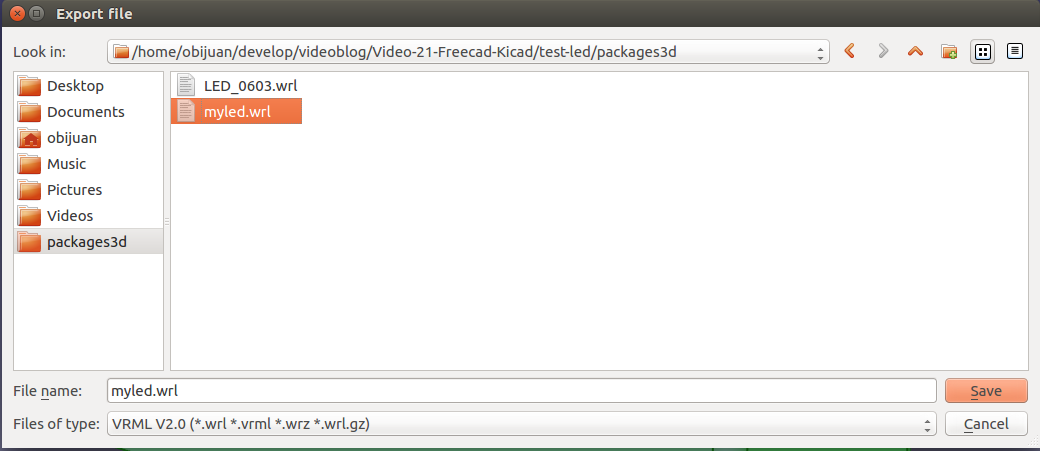 Export file
Look in: /home/obijuan/develop/videoblog/Video-21-Freecad-Kicad/test-led/packages3d
Desktop
Documents
obijuan
Music
Pictures
Videos
packages3d
LED_0603.wrl
myled.wrl
File name: myled.wrl Save
Files of type: VRML V2.0 (*.wrl *.vrml *.wrz *.wrl.gz) Cancel